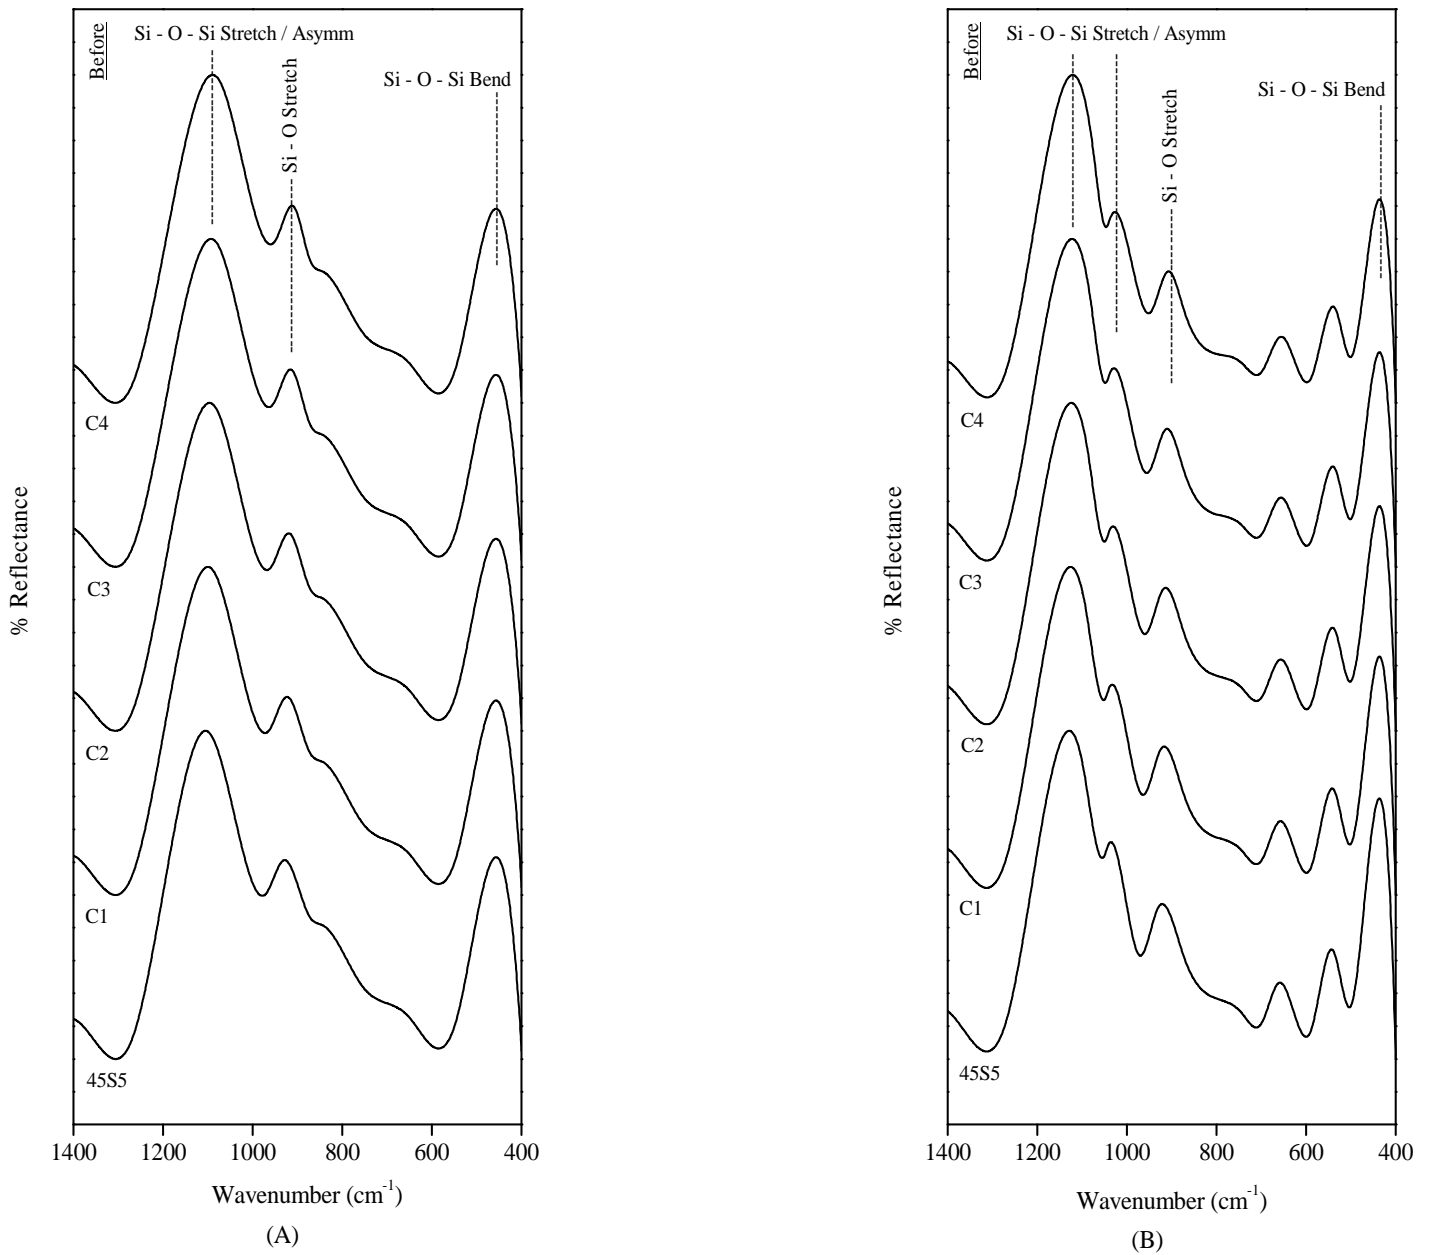 Before
Si - O - Si Stretch / Asymm
Si - O Stretch
Si - O - Si Bend
C4
C3
C2
C1
45S5
% Reflectance
1400 1200 1000 800 600 400
Wavenumber (cm-1)
(A)
Before
Si - O - Si Stretch / Asymm
Si - O Stretch
Si - O - Si Bend
C4
C3
C2
C1
45S5
% Reflectance
1400 1200 1000 800 600 400
Wavenumber (cm-1)
(B)